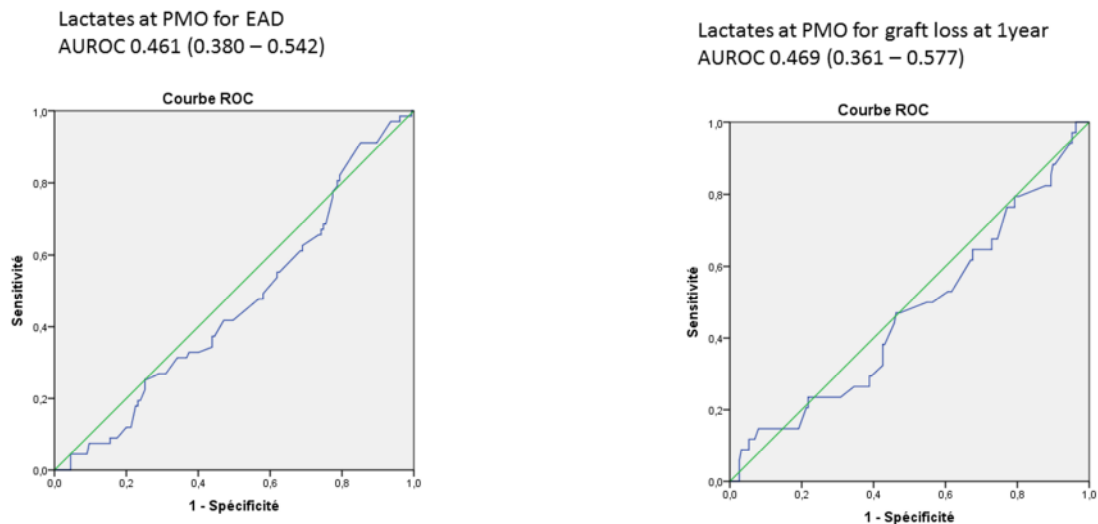 Lactates at PMO for EAD
AUROC 0.461 (0.380 – 0.542)
Courbe ROC
1,0
0,8
0,6
0,4
0,2
0,0
Sensitivité
0,0 0,2 0,4 0,6 0,8 1,0
1 - Spécificité
Lactates at PMO for graft loss at 1year
AUROC 0.469 (0.361 – 0.577)
Courbe ROC
1,0
0,8
0,6
0,4
0,2
0,0
Sensitivité
0,0 0,2 0,4 0,6 0,8 1,0
1 - Spécificité